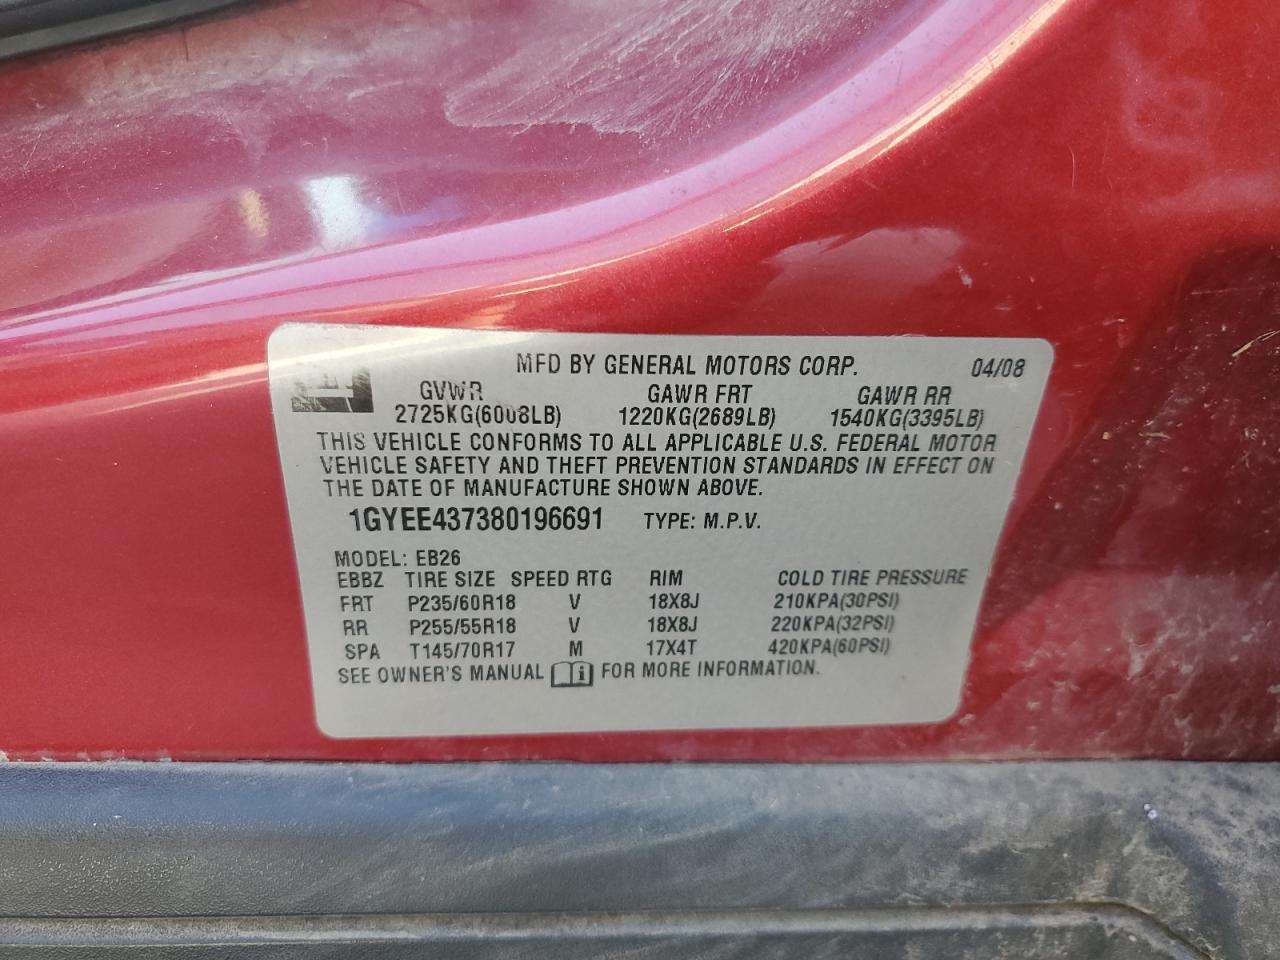 MFD BY GENERAL MOTORS CORP. 04/08
GVWR GAWR FRT GAWR RR
2725KG(6008LB) 1220KG(2689LB) 1540KG(3395LB)
THIS VEHICLE CONFORMS TO ALL APPLICABLE U.S. FEDERAL MOTOR
VEHICLE SAFETY AND THEFT PREVENTION STANDARDS IN EFFECT ON
THE DATE OF MANUFACTURE SHOWN ABOVE.
1GYEE437380196691 TYPE: M.P.V.
MODEL: EB26
EBBZ TIRE SIZE SPEED RTG RIM COLD TIRE PRESSURE
FRT P235/60R18 V 18X8J 210KPA(30PSI)
RR P255/55R18 V 18X8J 220KPA(32PSI)
SPA T145/70R17 M 17X4T 420KPA(60PSI)
SEE OWNER'S MANUAL FOR MORE INFORMATION.